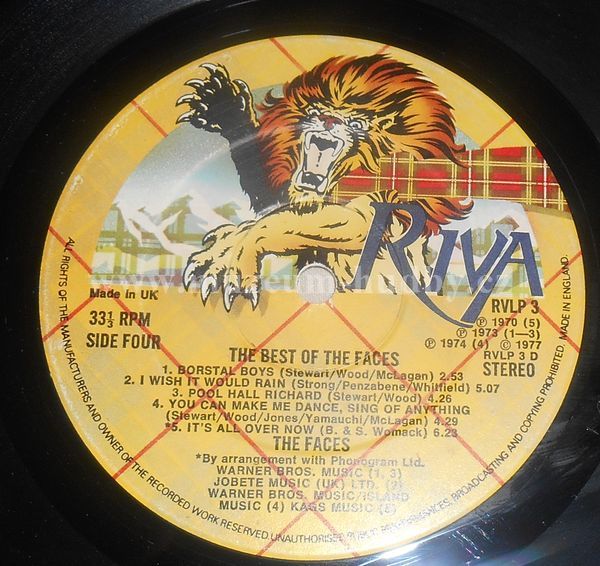 RIVA
Made in UK
33⅓ RPM
SIDE FOUR
RVLP 3
℗ 1970 (5)
℗ 1973 (1—3)
℗ 1974 (4) © 1977
RVLP 3 D
STEREO
THE BEST OF THE FACES
1. BORSTAL BOYS (Stewart/Wood/McLagan) 2.53
2. I WISH IT WOULD RAIN (Strong/Penzabene/Whitfield) 5.07
3. POOL HALL RICHARD (Stewart/Wood) 4.26
4. YOU CAN MAKE ME DANCE, SING OF ANYTHING
(Stewart/Wood/Jones/Yamauchi/McLagan) 4.29
*5. IT'S ALL OVER NOW (B. & S. Womack) 6.23
THE FACES
*By arrangement with Phonogram Ltd.
WARNER BROS. MUSIC (1, 3)
JOBETE MUSIC (UK) LTD. (2)
WARNER BROS. MUSIC/ISLAND
MUSIC (4) KAGS MUSIC (5)
ALL RIGHTS OF THE MANUFACTURERS AND OWNER OF THE RECORDED WORK RESERVED. UNAUTHORISED PUBLIC PERFORMANCES, BROADCASTING AND COPYING PROHIBITED. MADE IN ENGLAND.